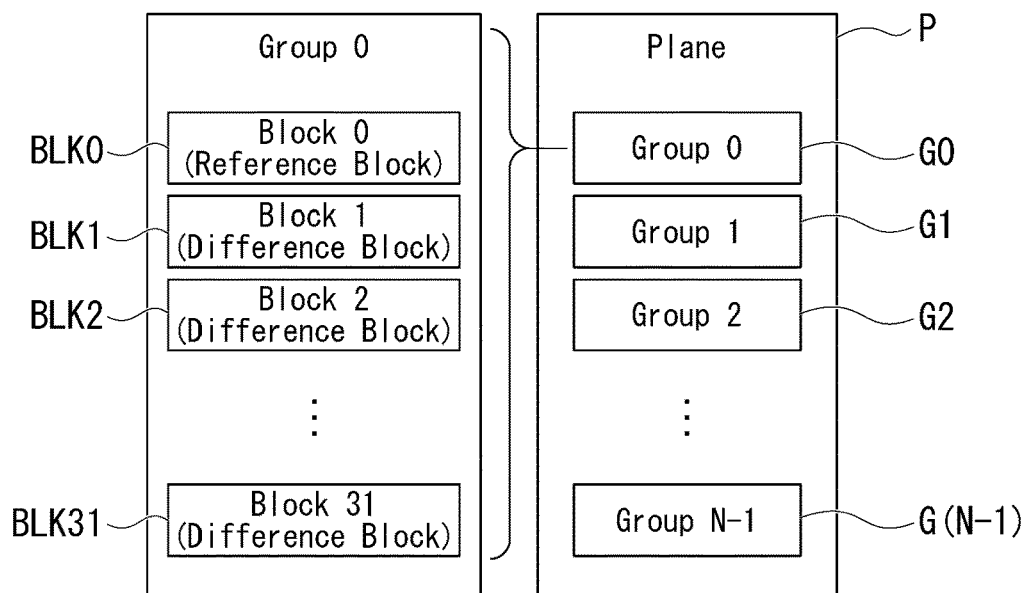 Group 0
Plane
P
BLK0
Block 0
(Reference Block)
Group 0
G0
BLK1
Block 1
(Difference Block)
Group 1
G1
BLK2
Block 2
(Difference Block)
Group 2
G2
⋮
⋮
BLK31
Block 31
(Difference Block)
Group N-1
G(N-1)